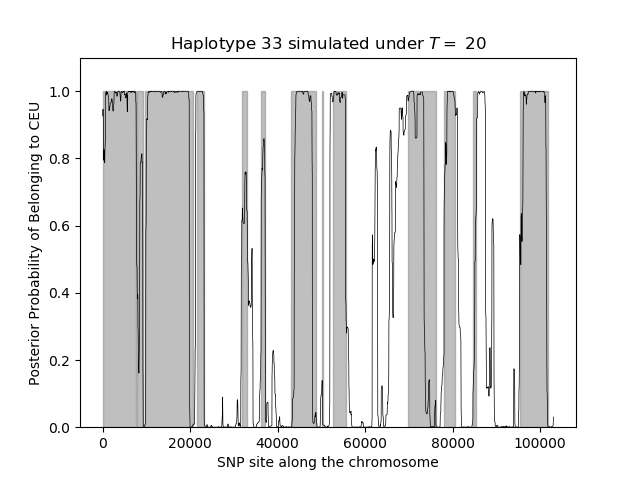 Haplotype 33 simulated under T = 20
Posterior Probability of Belonging to CEU
1.0
0.8
0.6
0.4
0.2
0.0
0 20000 40000 60000 80000 100000
SNP site along the chromosome